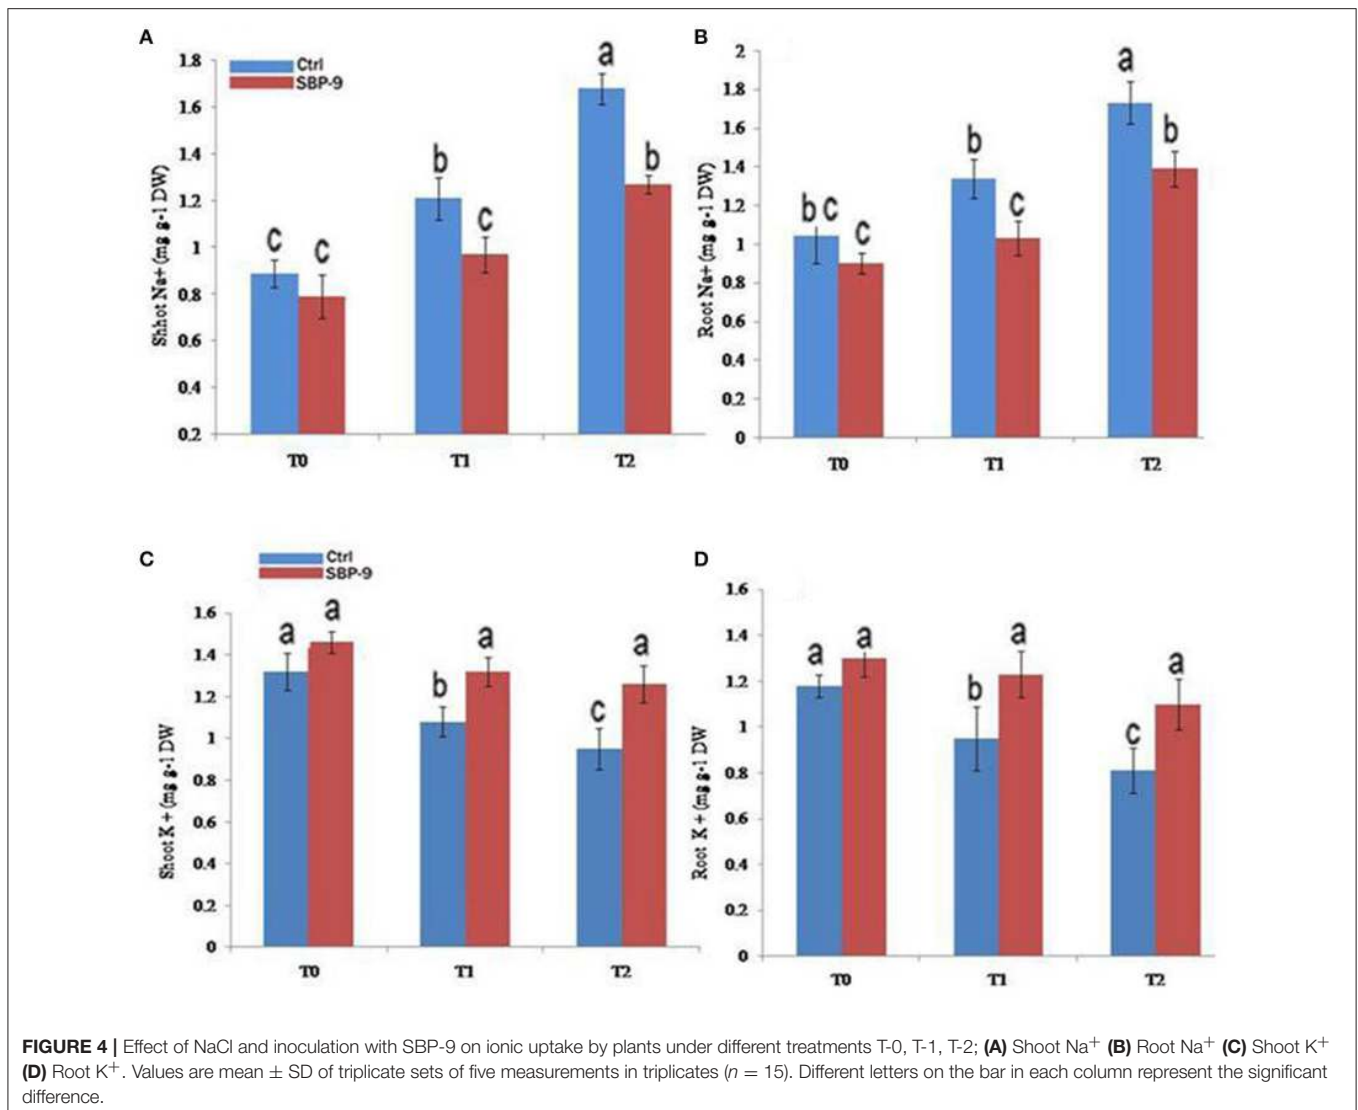 A
Ctrl
SBP-9
1.8
1.6
1.4
1.2
1
0.8
0.6
0.4
0.2
Shhot Na+ (mg g-1 DW)
c
c
b
c
a
b
T0
T1
T2
B
2
1.8
1.6
1.4
1.2
1
0.8
0.6
0.4
0.2
0
Root Na+ (mg g-1 DW)
b c
c
b
c
a
b
T0
T1
T2
C
Ctrl
SBP-9
1.6
1.4
1.2
1
0.8
0.6
0.4
0.2
0
Shoot K + (mg g-1 DW
a
a
b
a
c
a
T0
T1
T2
D
1.6
1.4
1.2
1
0.8
0.6
0.4
0.2
0
Root K + (mg g-1 DW
a
a
b
a
c
a
T0
T1
T2
FIGURE 4 | Effect of NaCl and inoculation with SBP-9 on ionic uptake by plants under different treatments T-0, T-1, T-2; (A) Shoot Na+ (B) Root Na+ (C) Shoot K+
(D) Root K+. Values are mean ± SD of triplicate sets of five measurements in triplicates (n = 15). Different letters on the bar in each column represent the significant
difference.